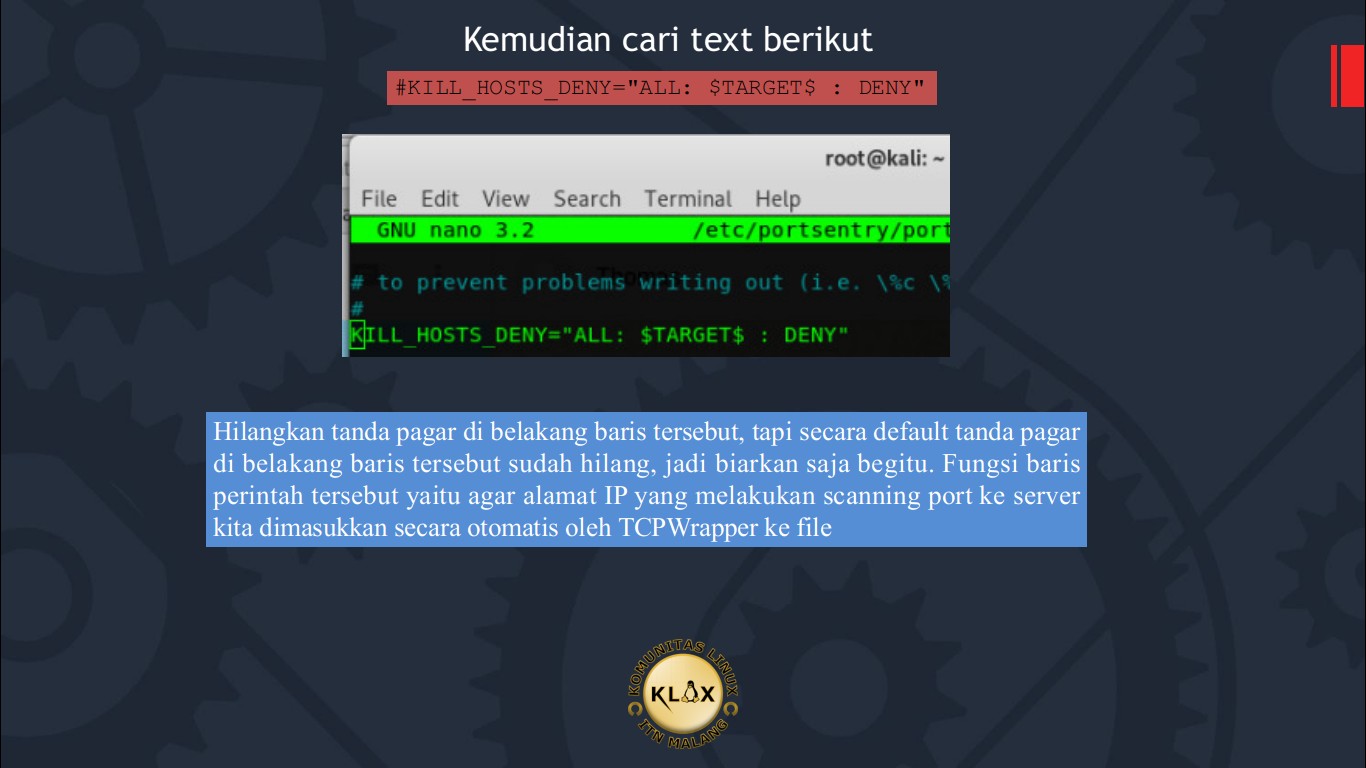 Kemudian cari text berikut
#KILL_HOSTS_DENY="ALL: $TARGET$ : DENY"
root@kali: ~
File Edit View Search Terminal Help
GNU nano 3.2 /etc/portsentry/port
# to prevent problems writing out (i.e. \%c \%
#
KILL_HOSTS_DENY="ALL: $TARGET$ : DENY"
Hilangkan tanda pagar di belakang baris tersebut, tapi secara default tanda pagar
di belakang baris tersebut sudah hilang, jadi biarkan saja begitu. Fungsi baris
perintah tersebut yaitu agar alamat IP yang melakukan scanning port ke server
kita dimasukkan secara otomatis oleh TCPWrapper ke file
KOMUNITAS LINUX
KLAX
ITN MALANG